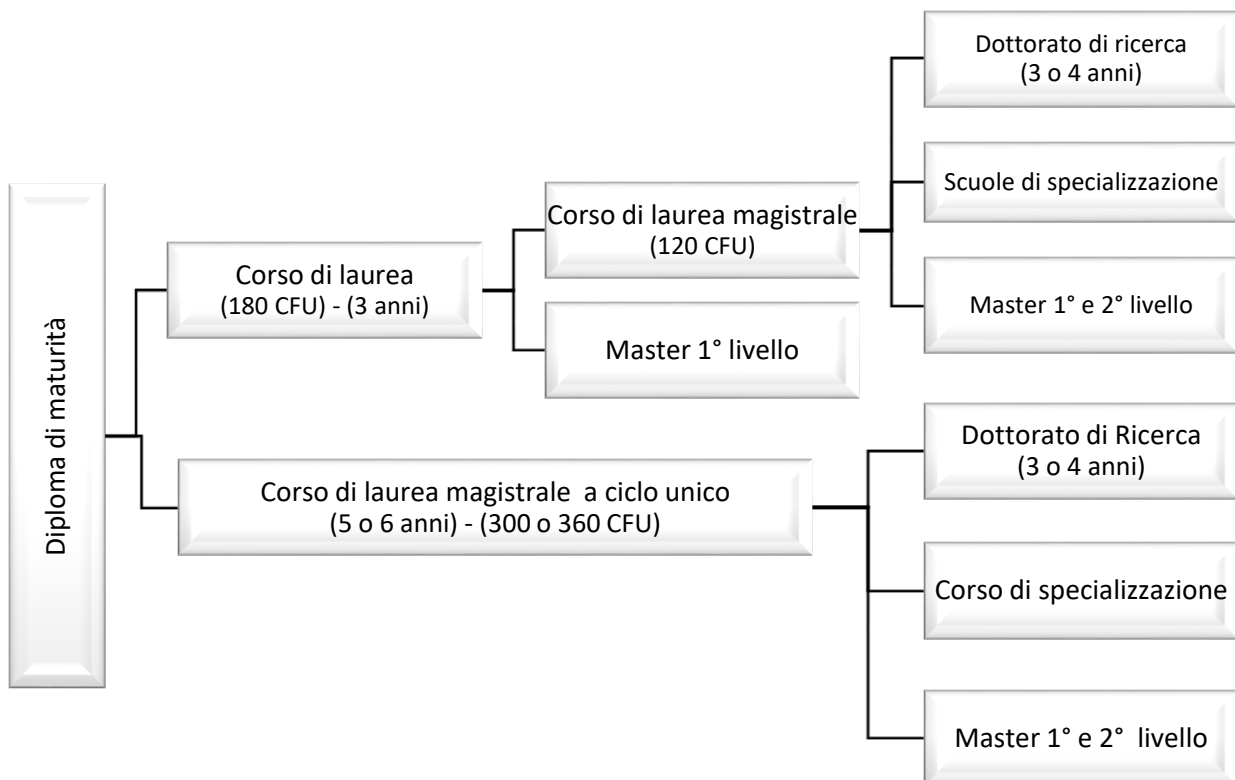 Diploma di maturità
Corso di laurea
(180 CFU) - (3 anni)
Corso di laurea magistrale
(120 CFU)
Dottorato di ricerca
(3 o 4 anni)
Scuole di specializzazione
Master 1° e 2° livello
Master 1° livello
Corso di laurea magistrale a ciclo unico
(5 o 6 anni) - (300 o 360 CFU)
Dottorato di Ricerca
(3 o 4 anni)
Corso di specializzazione
Master 1° e 2° livello